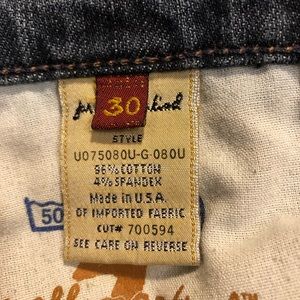 30
STYLE
U075080U-G-080U
96% COTTON
4% SPANDEX
Made in U.S.A.
OF IMPORTED FABRIC
CUT# 700594
SEE CARE ON REVERSE
50